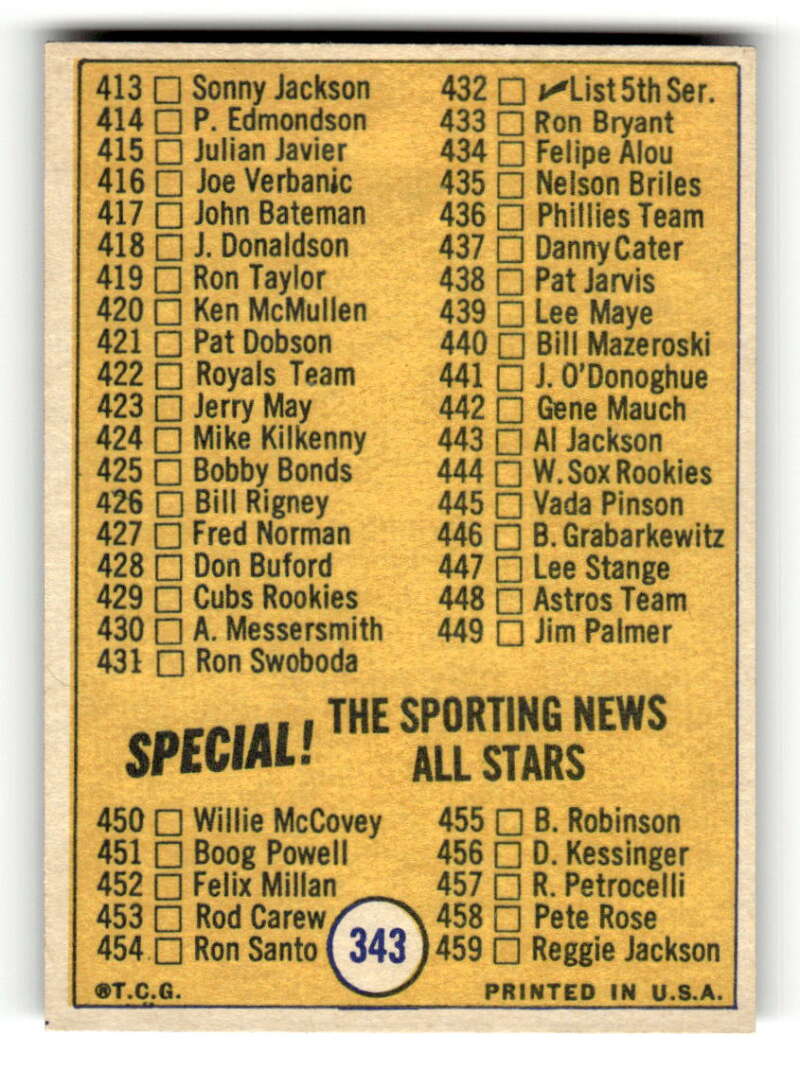 413 Sonny Jackson
414 P. Edmondson
415 Julian Javier
416 Joe Verbanic
417 John Bateman
418 J. Donaldson
419 Ron Taylor
420 Ken McMullen
421 Pat Dobson
422 Royals Team
423 Jerry May
424 Mike Kilkenny
425 Bobby Bonds
426 Bill Rigney
427 Fred Norman
428 Don Buford
429 Cubs Rookies
430 A. Messersmith
431 Ron Swoboda
432 ✓List 5th Ser.
433 Ron Bryant
434 Felipe Alou
435 Nelson Briles
436 Phillies Team
437 Danny Cater
438 Pat Jarvis
439 Lee Maye
440 Bill Mazeroski
441 J. O'Donoghue
442 Gene Mauch
443 Al Jackson
444 W. Sox Rookies
445 Vada Pinson
446 B. Grabarkewitz
447 Lee Stange
448 Astros Team
449 Jim Palmer
SPECIAL! THE SPORTING NEWS
ALL STARS
450 Willie McCovey
451 Boog Powell
452 Felix Millan
453 Rod Carew
454 Ron Santo
343
455 B. Robinson
456 D. Kessinger
457 R. Petrocelli
458 Pete Rose
459 Reggie Jackson
®T.C.G.
PRINTED IN U.S.A.